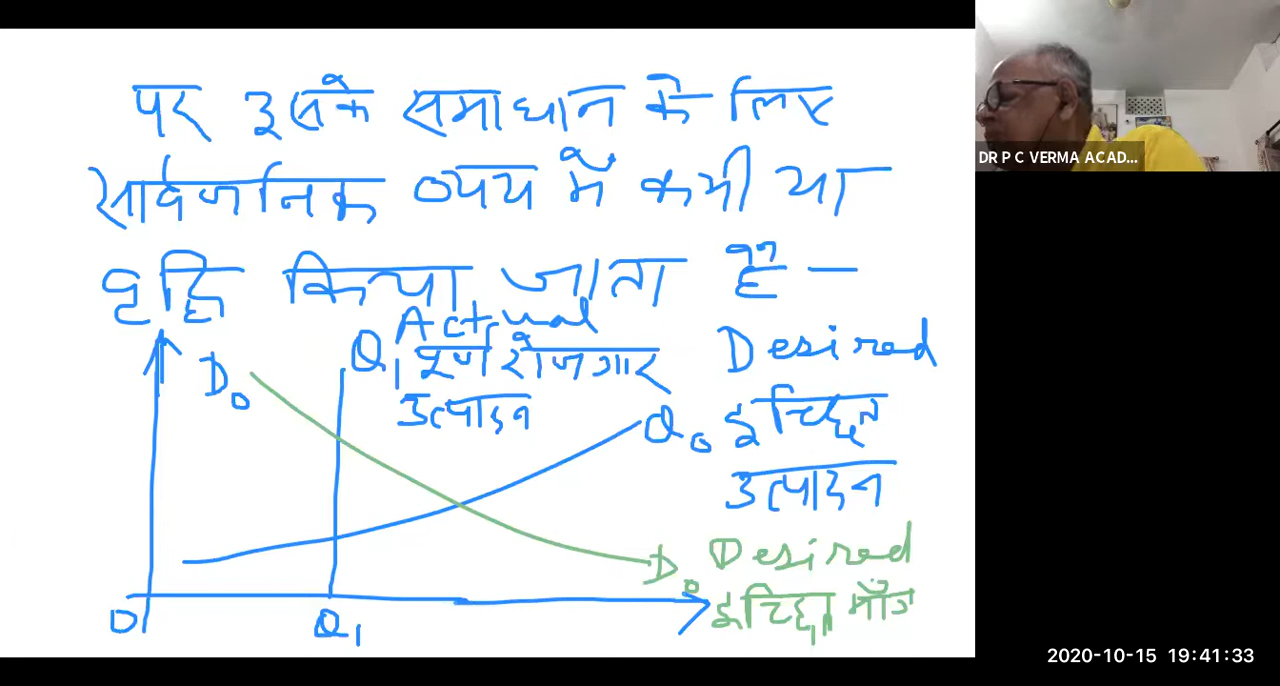 पर इसके समाधान के लिए
सार्वजनिक व्यय में कमी या
वृद्धि किया जाता है –
Actual
Q₁ पूर्ण रोजगार
उत्पादन
D₀
Desired
इच्छित
उत्पादन
Q₀
D₀
Desired
इच्छित माँग
0
Q₁
DR P C VERMA ACAD...
2020-10-15 19:41:33